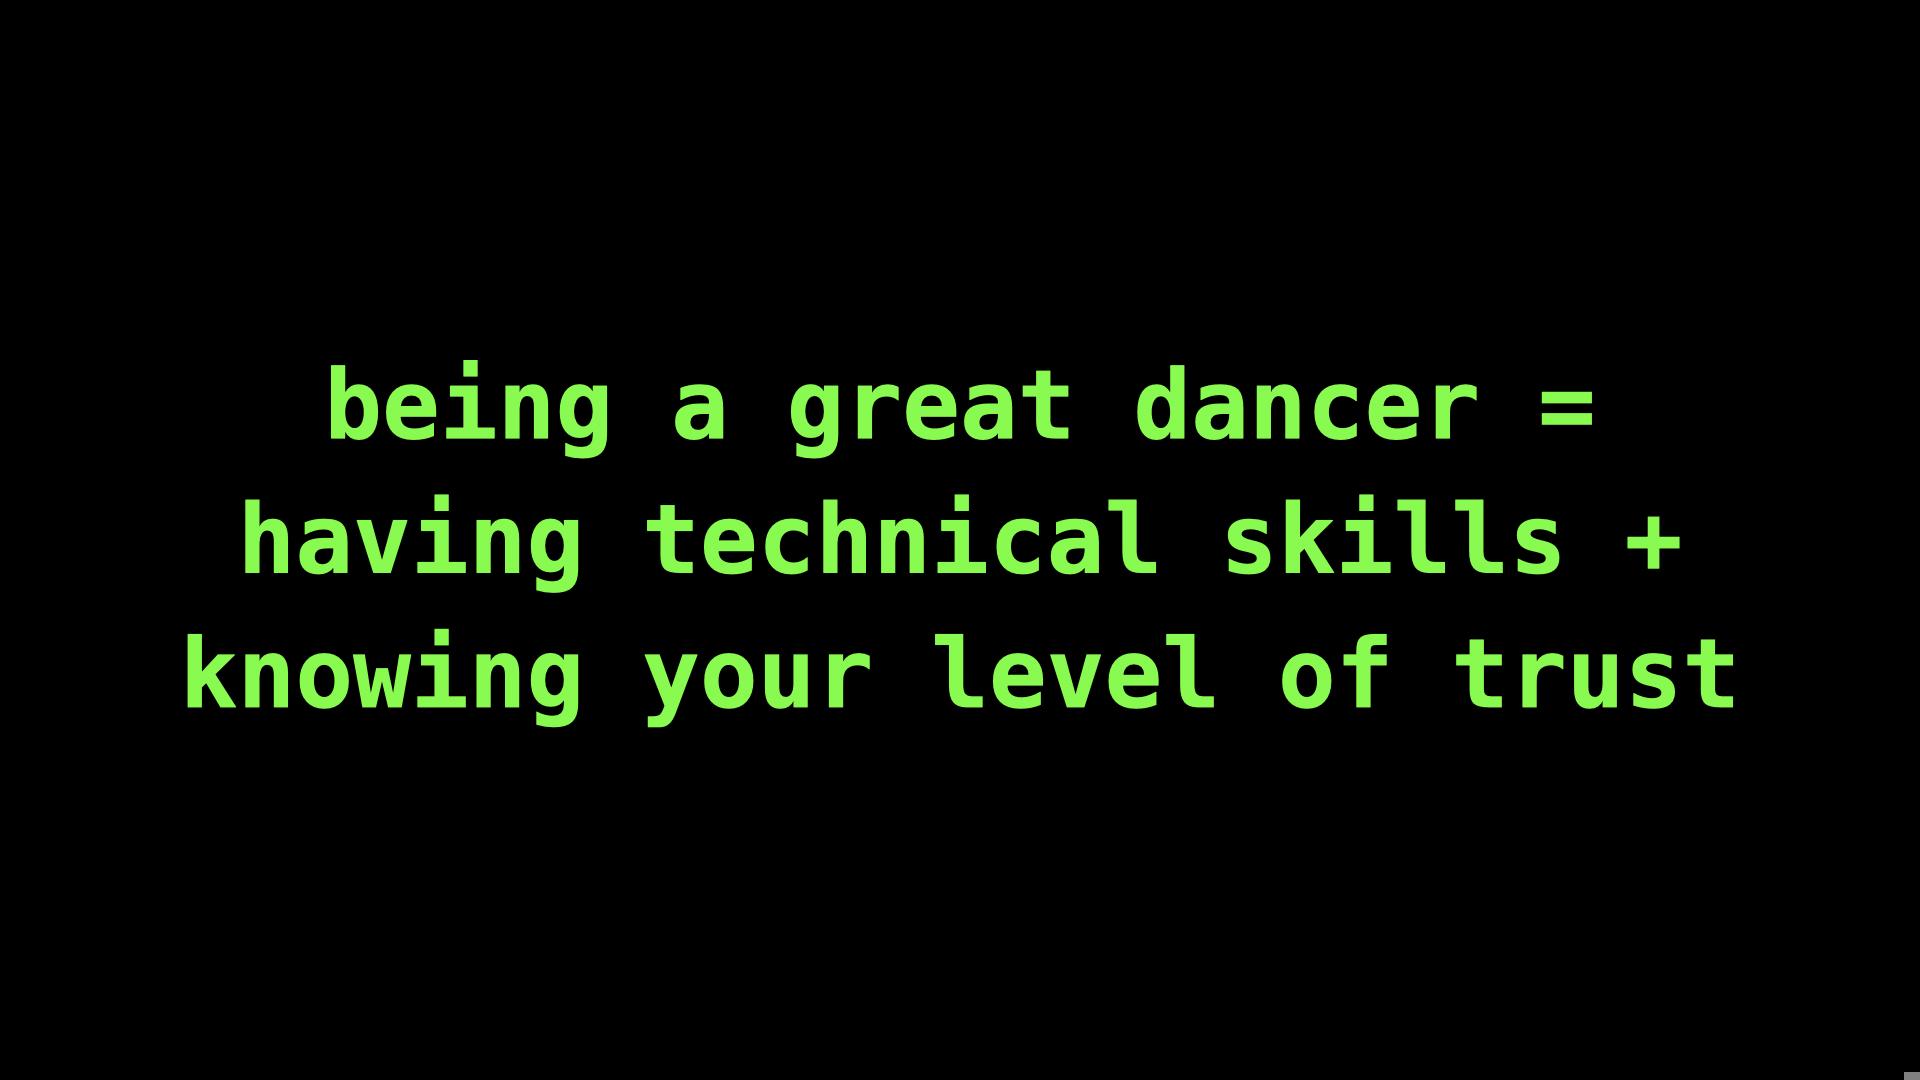 being a great dancer =
having technical skills +
knowing your level of trust